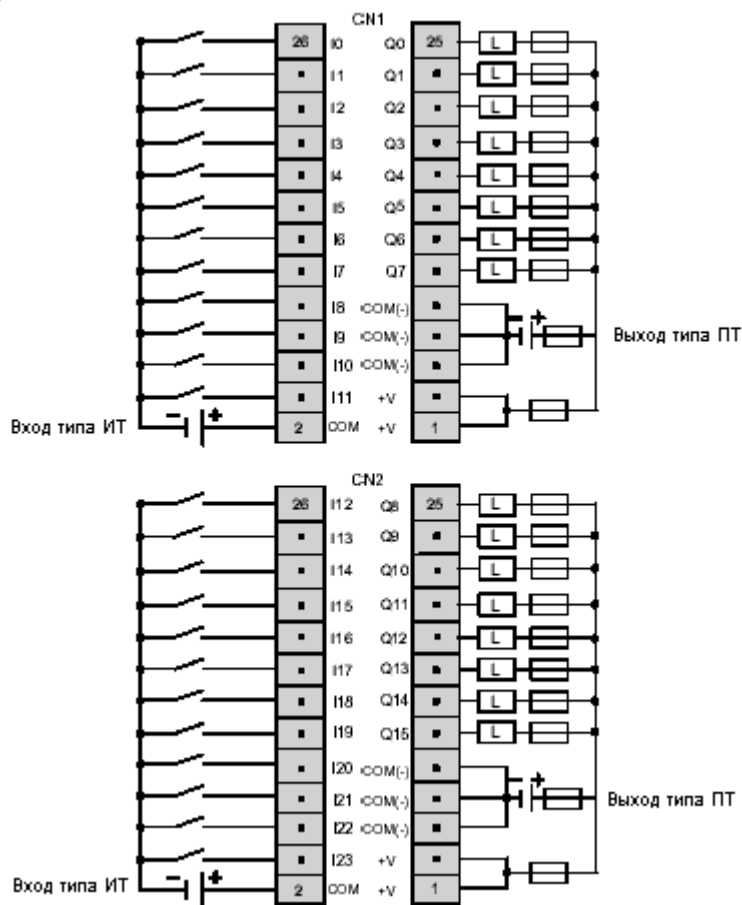 CN1
26 I0 Q0 25 L
I1 Q1 L
I2 Q2 L
I3 Q3 L
I4 Q4 L
I5 Q5 L
I6 Q6 L
I7 Q7 L
I8 COM(-) - +
I9 COM(-) Выход типа ПТ
I10 COM(-)
I11 +V
Вход типа ИТ - + 2 COM +V 1
CN2
26 I12 Q8 25 L
I13 Q9 L
I14 Q10 L
I15 Q11 L
I16 Q12 L
I17 Q13 L
I18 Q14 L
I19 Q15 L
I20 COM(-) - +
I21 COM(-) Выход типа ПТ
I22 COM(-)
I23 +V
Вход типа ИТ - + 2 COM +V 1